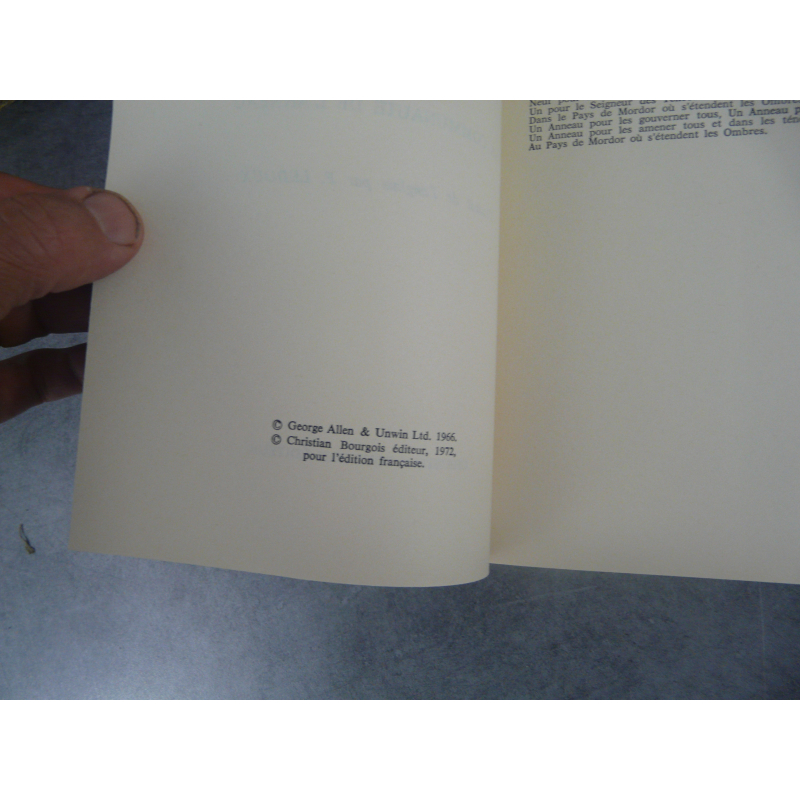 © George Allen & Unwin Ltd. 1966.
© Christian Bourgois éditeur, 1972,
pour l'édition française.
Neuf
Un pour le Seigneur des
Dans le Pays de Mordor où s'étendent les Ombres
Un Anneau pour les gouverner tous, Un Anneau
Un Anneau pour les amener tous et dans les
Au Pays de Mordor où s'étendent les Ombres.